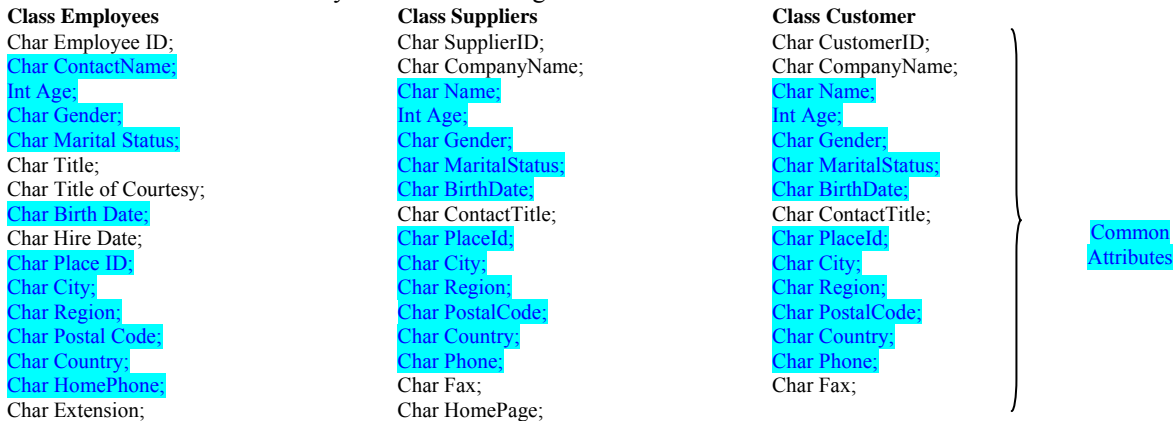 Class Employees
Char Employee ID;
Char ContactName;
Int Age;
Char Gender;
Char Marital Status;
Char Title;
Char Title of Courtesy;
Char Birth Date;
Char Hire Date;
Char Place ID;
Char City;
Char Region;
Char Postal Code;
Char Country;
Char HomePhone;
Char Extension;
Class Suppliers
Char SupplierID;
Char CompanyName;
Char Name;
Int Age;
Char Gender;
Char MaritalStatus;
Char BirthDate;
Char ContactTitle;
Char PlaceId;
Char City;
Char Region;
Char PostalCode;
Char Country;
Char Phone;
Char Fax;
Char HomePage;
Class Customer
Char CustomerID;
Char CompanyName;
Char Name;
Int Age;
Char Gender;
Char MaritalStatus;
Char BirthDate;
Char ContactTitle;
Char PlaceId;
Char City;
Char Region;
Char PostalCode;
Char Country;
Char Phone;
Char Fax;
Common
Attributes